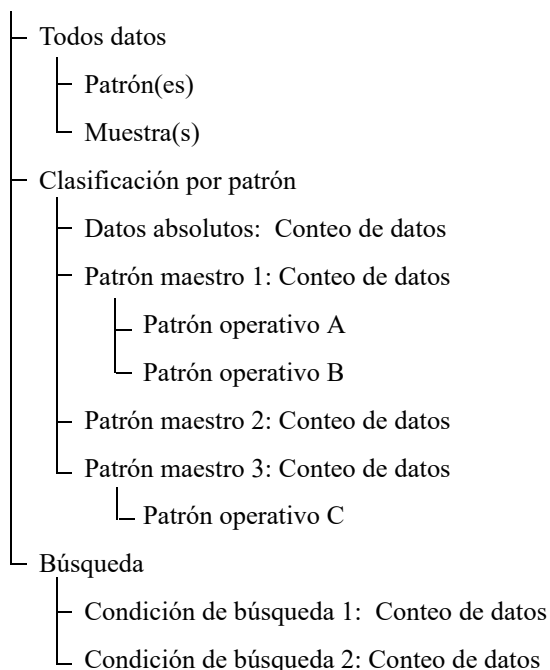 Todos datos
Patrón(es)
Muestra(s)
Clasificación por patrón
Datos absolutos:  Conteo de datos
Patrón maestro 1: Conteo de datos
Patrón operativo A
Patrón operativo B
Patrón maestro 2: Conteo de datos
Patrón maestro 3: Conteo de datos
Patrón operativo C
Búsqueda
Condición de búsqueda 1:  Conteo de datos
Condición de búsqueda 2: Conteo de datos